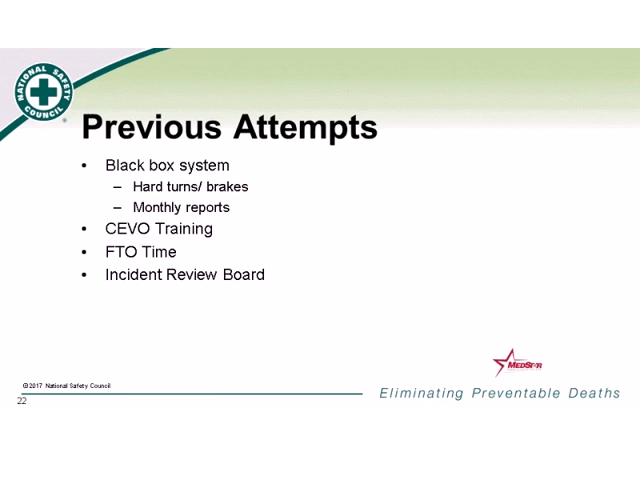 NATIONAL SAFETY
COUNCIL
®
Previous Attempts
• Black box system
– Hard turns/ brakes
– Monthly reports
• CEVO Training
• FTO Time
• Incident Review Board
MEDSTAR
©2017 National Safety Council
Eliminating Preventable Deaths
22